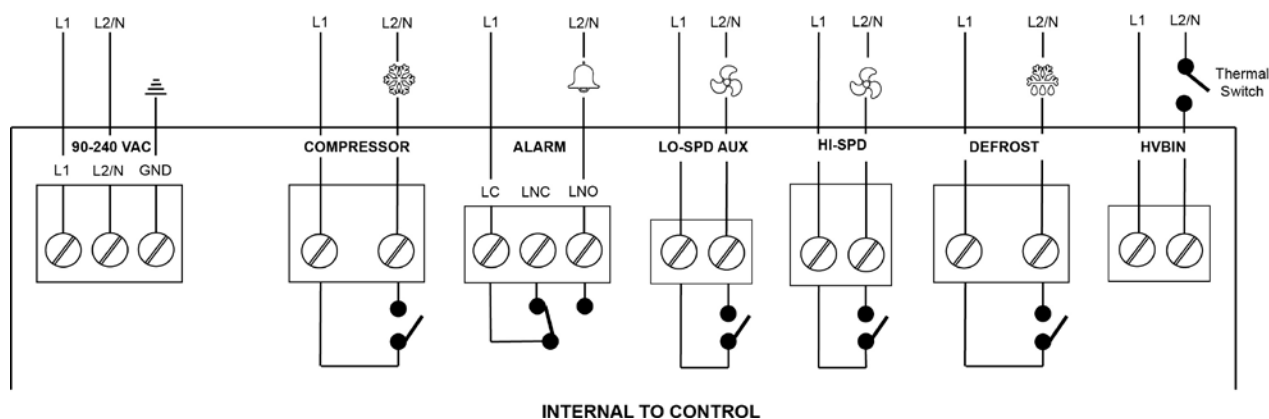 L1 L2/N L1 L2/N L1 L2/N L1 L2/N L1 L2/N L1 L2/N L1 L2/N
Thermal
Switch
90-240 VAC COMPRESSOR ALARM LO-SPD AUX HI-SPD DEFROST HVBIN
L1 L2/N GND LC LNC LNO
INTERNAL TO CONTROL